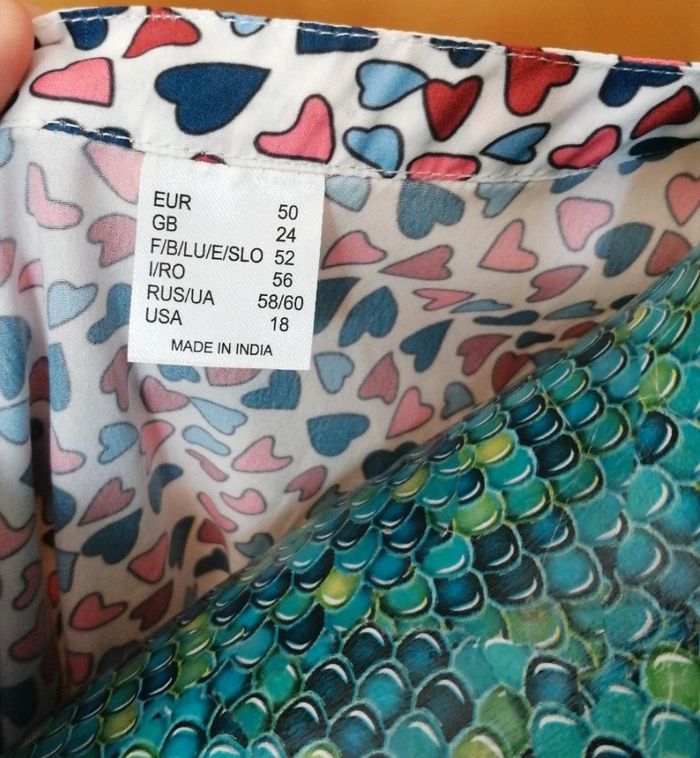 EUR 50
GB 24
F/B/LU/E/SLO 52
I/RO 56
RUS/UA 58/60
USA 18
MADE IN INDIA